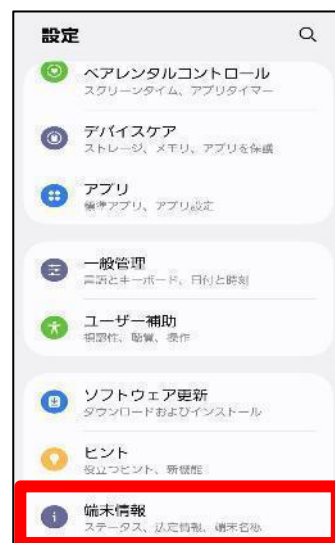 設定
ペアレンタルコントロール
スクリーンタイム、アプリタイマー
デバイスケア
ストレージ、メモリ、アプリを保護
アプリ
標準アプリ、アプリ設定
一般管理
言語とキーボード、日付と時刻
ユーザー補助
視認性、聴覚、操作
ソフトウェア更新
ダウンロードおよびインストール
ヒント
役立つヒント、新機能
端末情報
ステータス、法定情報、端末名称